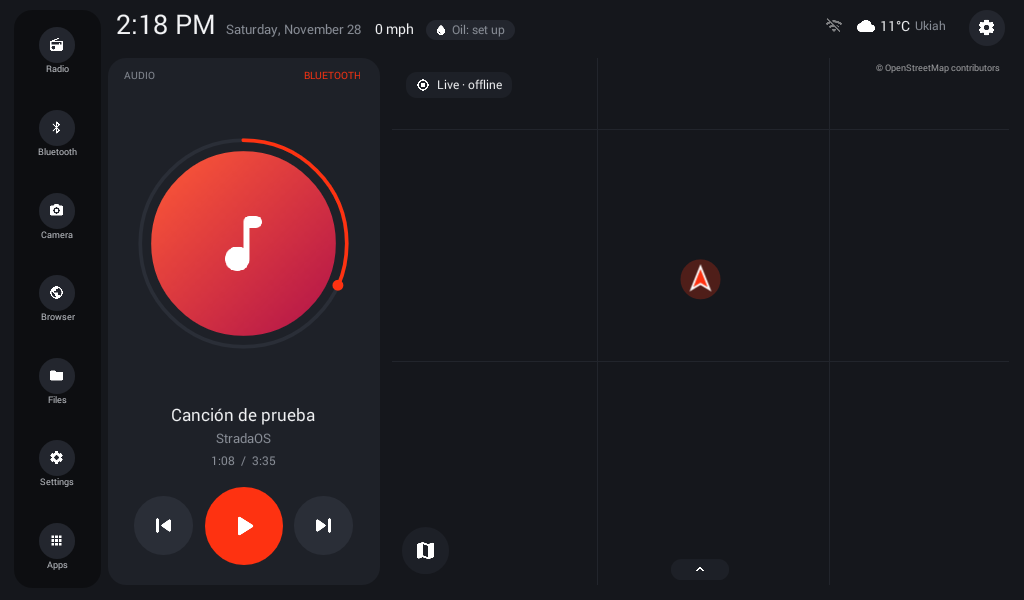 2:18 PM Saturday, November 28 0 mph Oil: set up 11°C Ukiah
Radio
Bluetooth
Camera
Browser
Files
Settings
Apps
AUDIO BLUETOOTH
Canción de prueba
StradaOS
1:08 / 3:35
Live · offline
© OpenStreetMap contributors